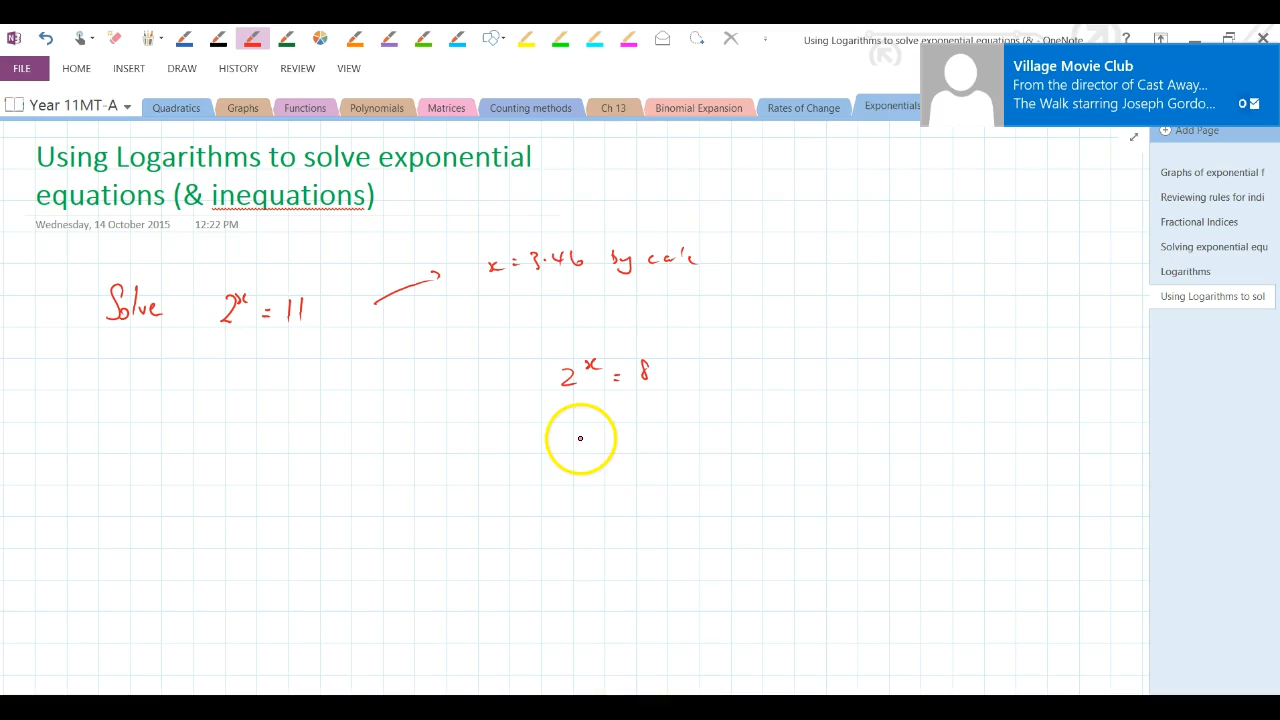 Using Logarithms to solve exponential equations (& - OneNote
?
FILE HOME INSERT DRAW HISTORY REVIEW VIEW
Village Movie Club
From the director of Cast Away...
The Walk starring Joseph Gordo...
Year 11MT-A
Quadratics Graphs Functions Polynomials Matrices Counting methods Ch 13 Binomial Expansion Rates of Change Exponentials
Add Page
Using Logarithms to solve exponential
equations (& inequations)
Wednesday, 14 October 2015 12:22 PM
Graphs of exponential f
Reviewing rules for indi
Fractional Indices
Solving exponential equ
Logarithms
Using Logarithms to sol
x = 3.46 by calc
Solve 2^x = 11
2^x = 8